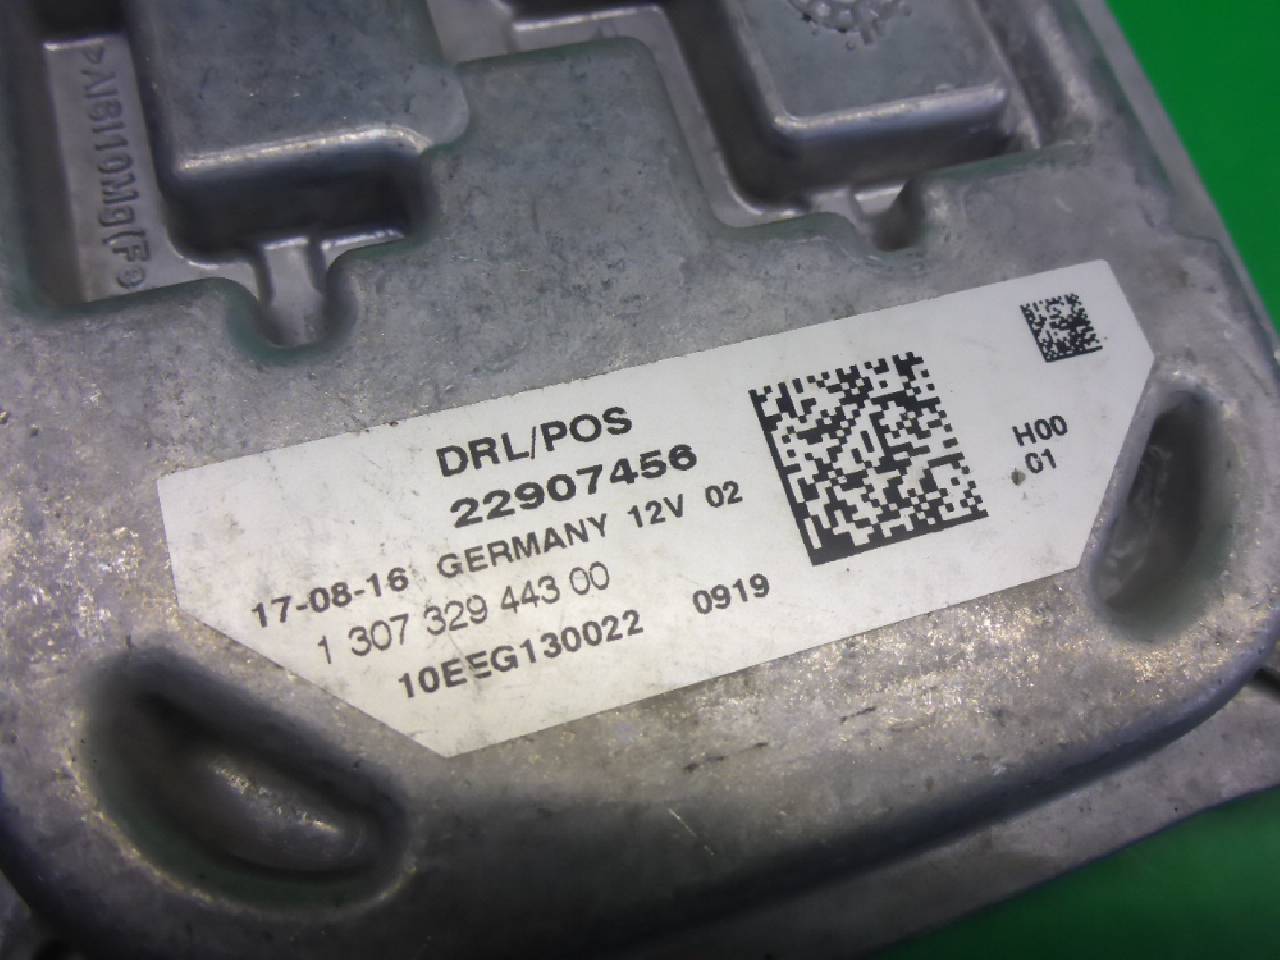 DRL/POS
22907456
17-08-16 GERMANY 12V 02
1 307 329 443 00
10EEG130022 0919
H00
01